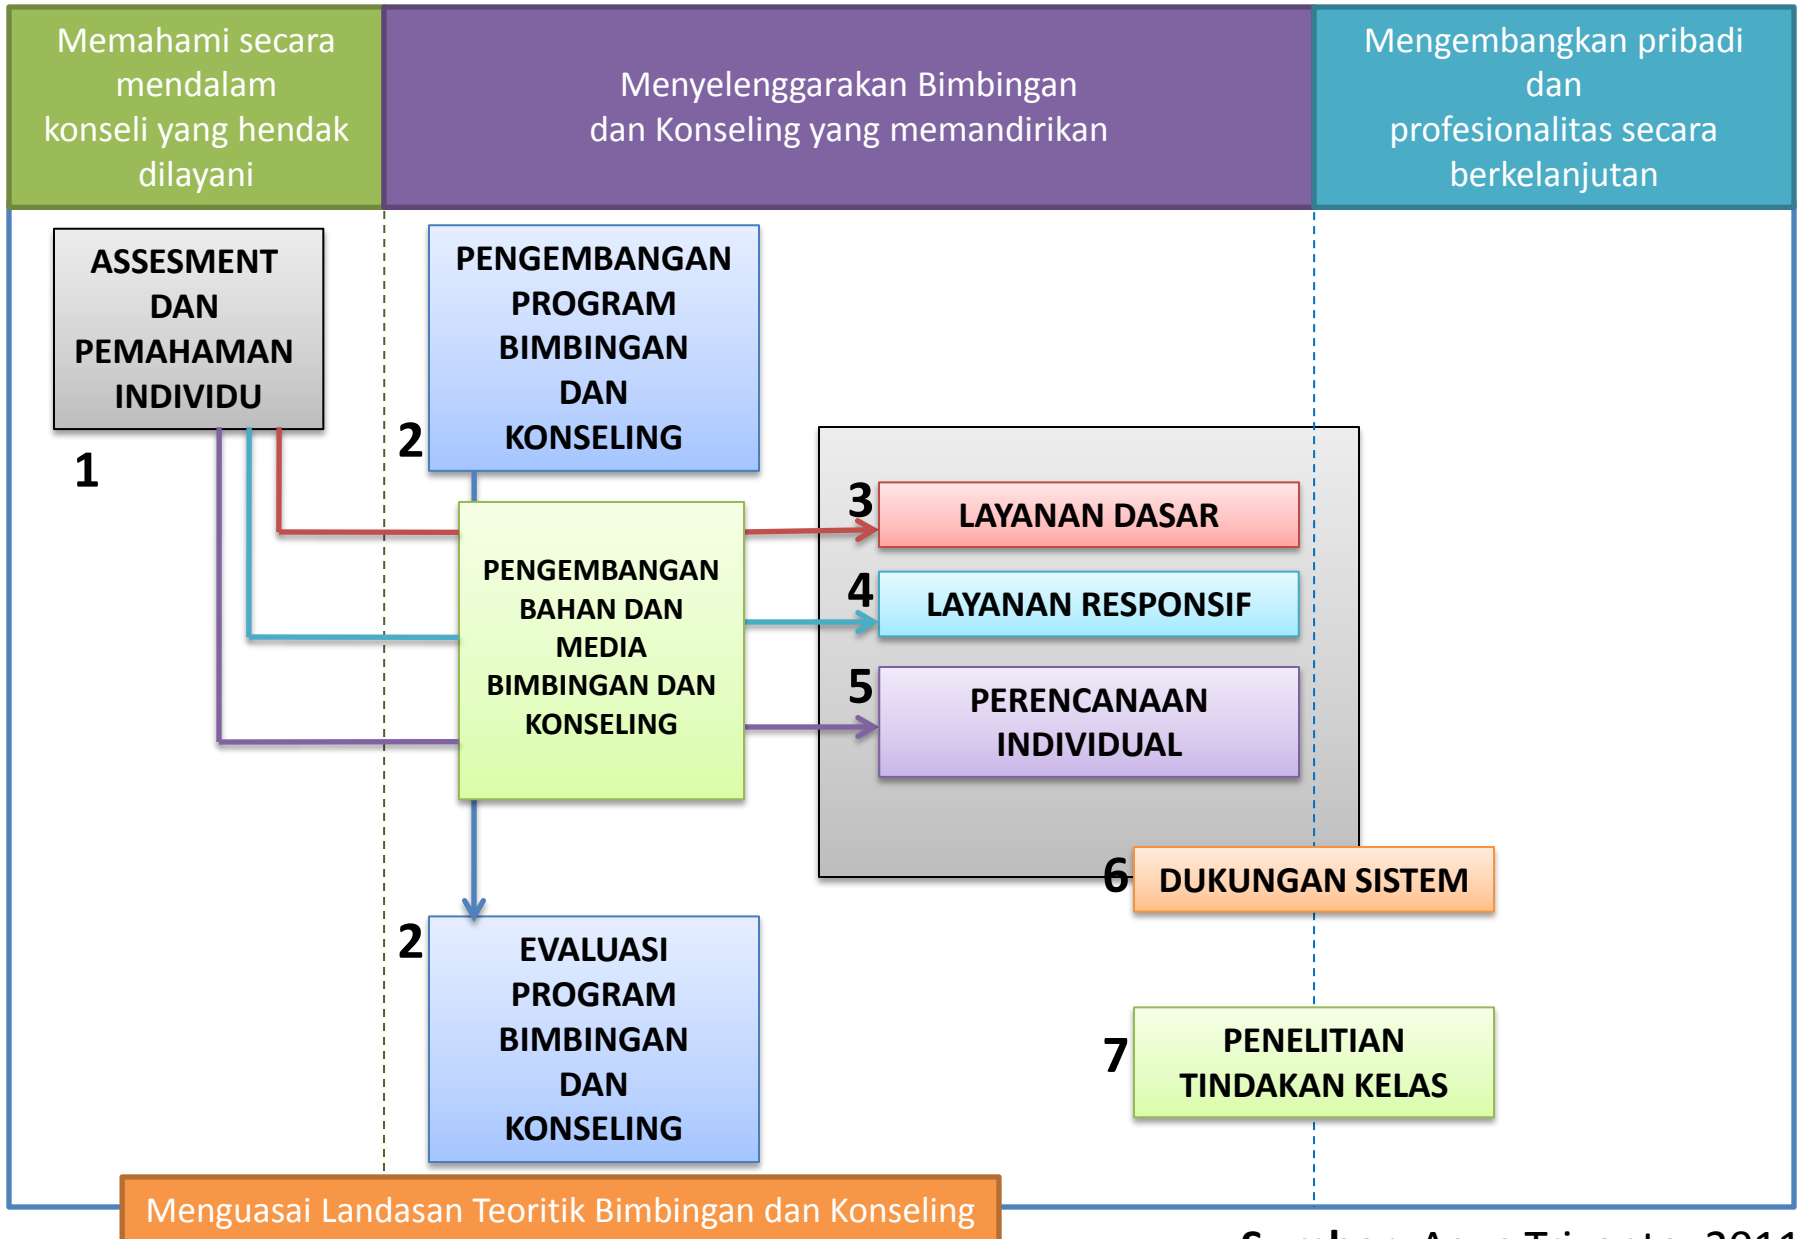 Memahami secara
mendalam
konseli yang hendak
dilayani
Menyelenggarakan Bimbingan
dan Konseling yang memandirikan
Mengembangkan pribadi
dan
profesionalitas secara
berkelanjutan
ASSESMENT
DAN
PEMAHAMAN
INDIVIDU
1
PENGEMBANGAN
PROGRAM
BIMBINGAN
DAN
KONSELING
2
PENGEMBANGAN
BAHAN DAN
MEDIA
BIMBINGAN DAN
KONSELING
3
LAYANAN DASAR
4
LAYANAN RESPONSIF
5
PERENCANAAN
INDIVIDUAL
6
DUKUNGAN SISTEM
2
EVALUASI
PROGRAM
BIMBINGAN
DAN
KONSELING
7
PENELITIAN
TINDAKAN KELAS
Menguasai Landasan Teoritik Bimbingan dan Konseling
2011